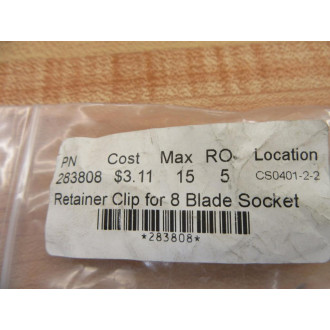 PN Cost Max RO Location
283808 $3.11 15 5 CS0401-2-2
Retainer Clip for 8 Blade Socket
*283808*